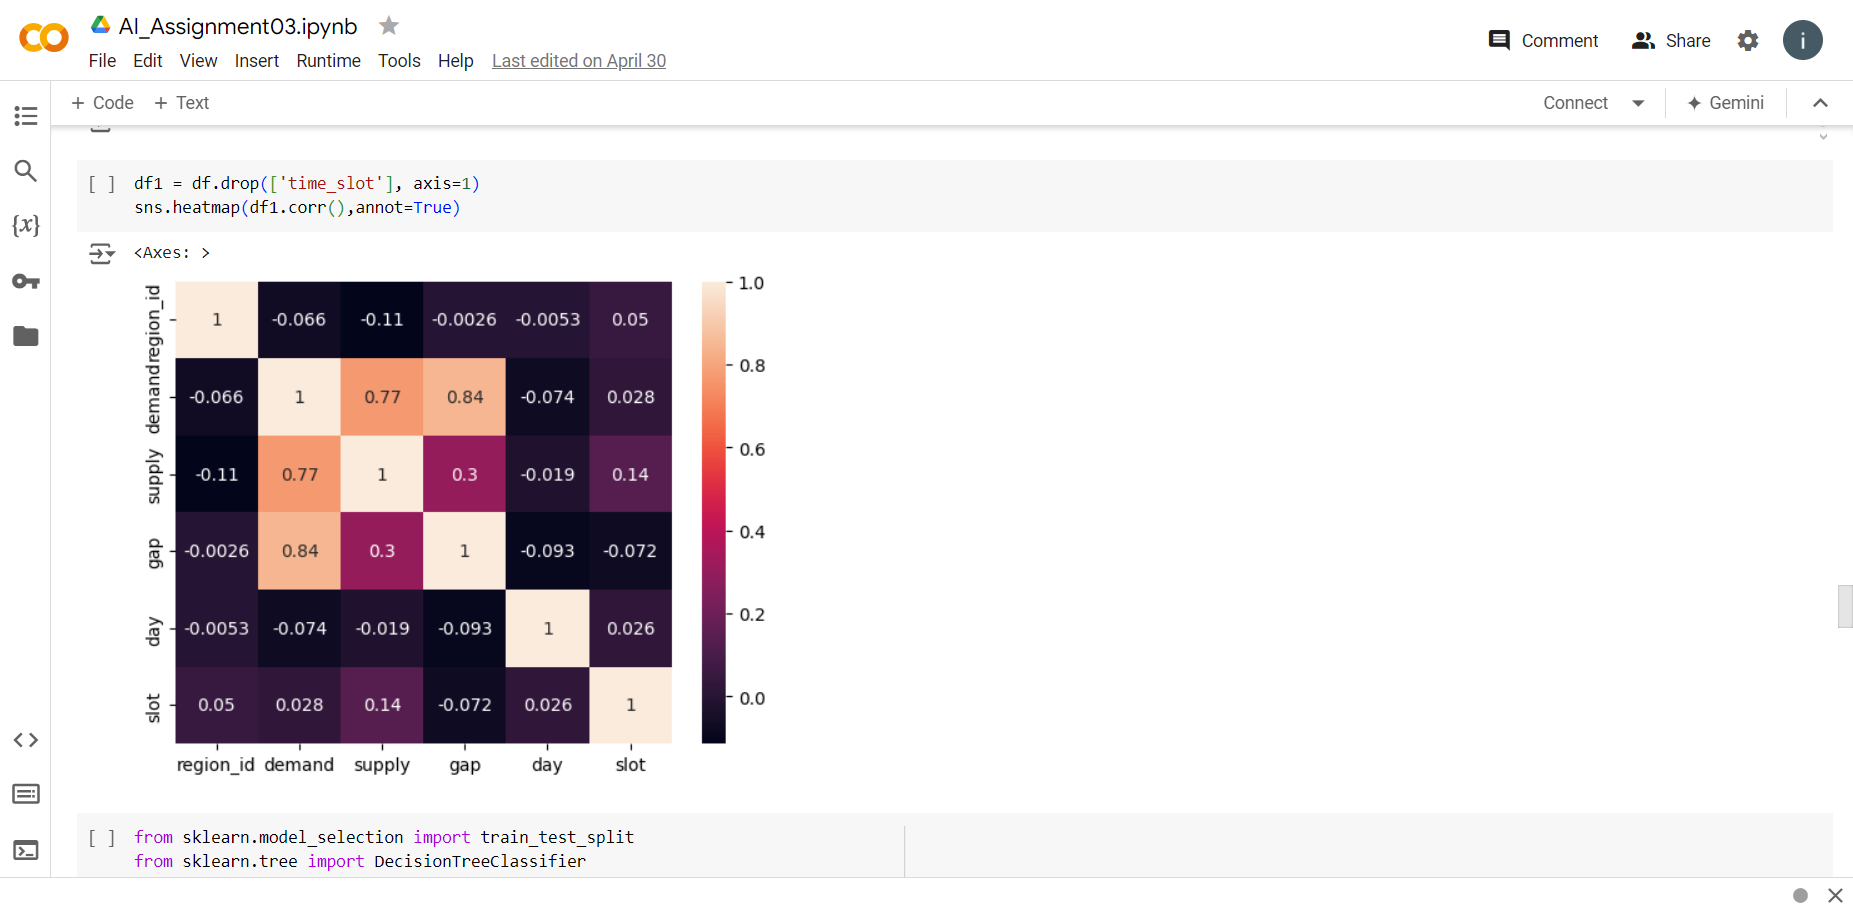 AI_Assignment03.ipynb
File Edit View Insert Runtime Tools Help Last edited on April 30
Comment Share i
+ Code + Text Connect Gemini
{x}
[ ] df1 = df.drop(['time_slot'], axis=1)
sns.heatmap(df1.corr(),annot=True)
<Axes: >
region_id 1 -0.066 -0.11 -0.0026 -0.0053 0.05
demand -0.066 1 0.77 0.84 -0.074 0.028
supply -0.11 0.77 1 0.3 -0.019 0.14
gap -0.0026 0.84 0.3 1 -0.093 -0.072
day -0.0053 -0.074 -0.019 -0.093 1 0.026
slot 0.05 0.028 0.14 -0.072 0.026 1
region_id demand supply gap day slot
1.0
0.8
0.6
0.4
0.2
0.0
[ ] from sklearn.model_selection import train_test_split
from sklearn.tree import DecisionTreeClassifier